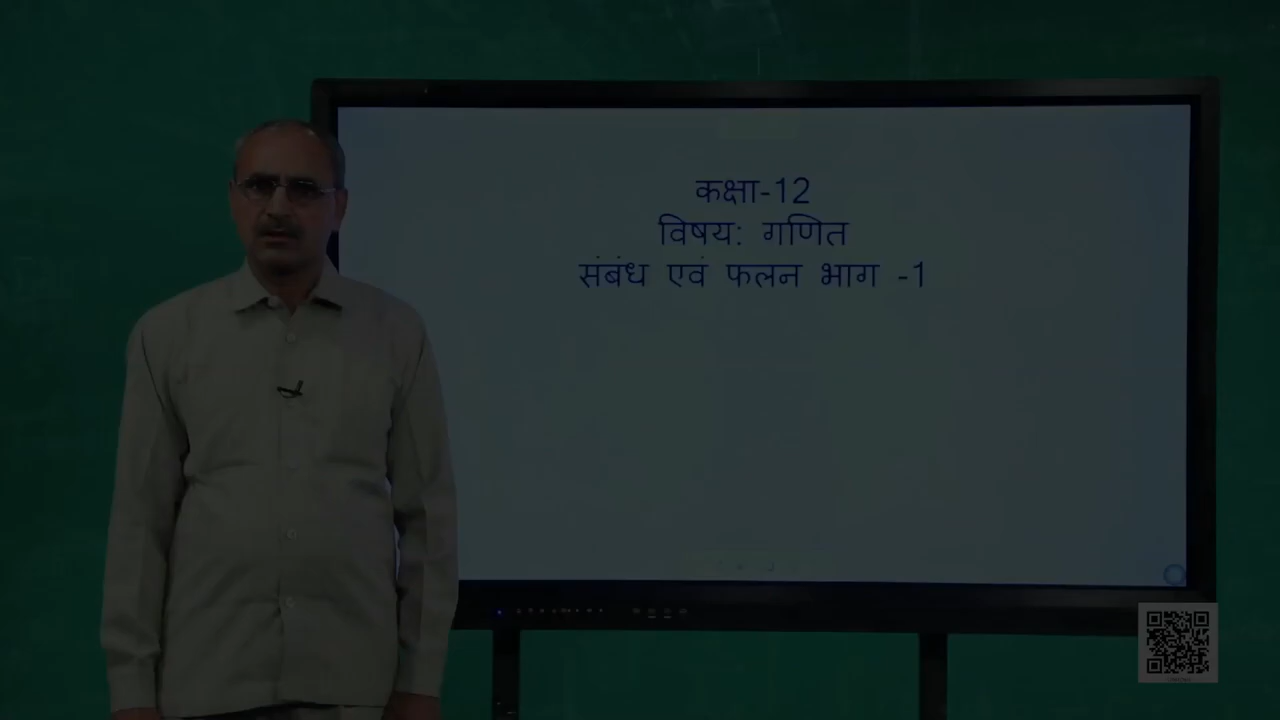 कक्षा-12
विषय: गणित
संबंध एवं फलन भाग -1